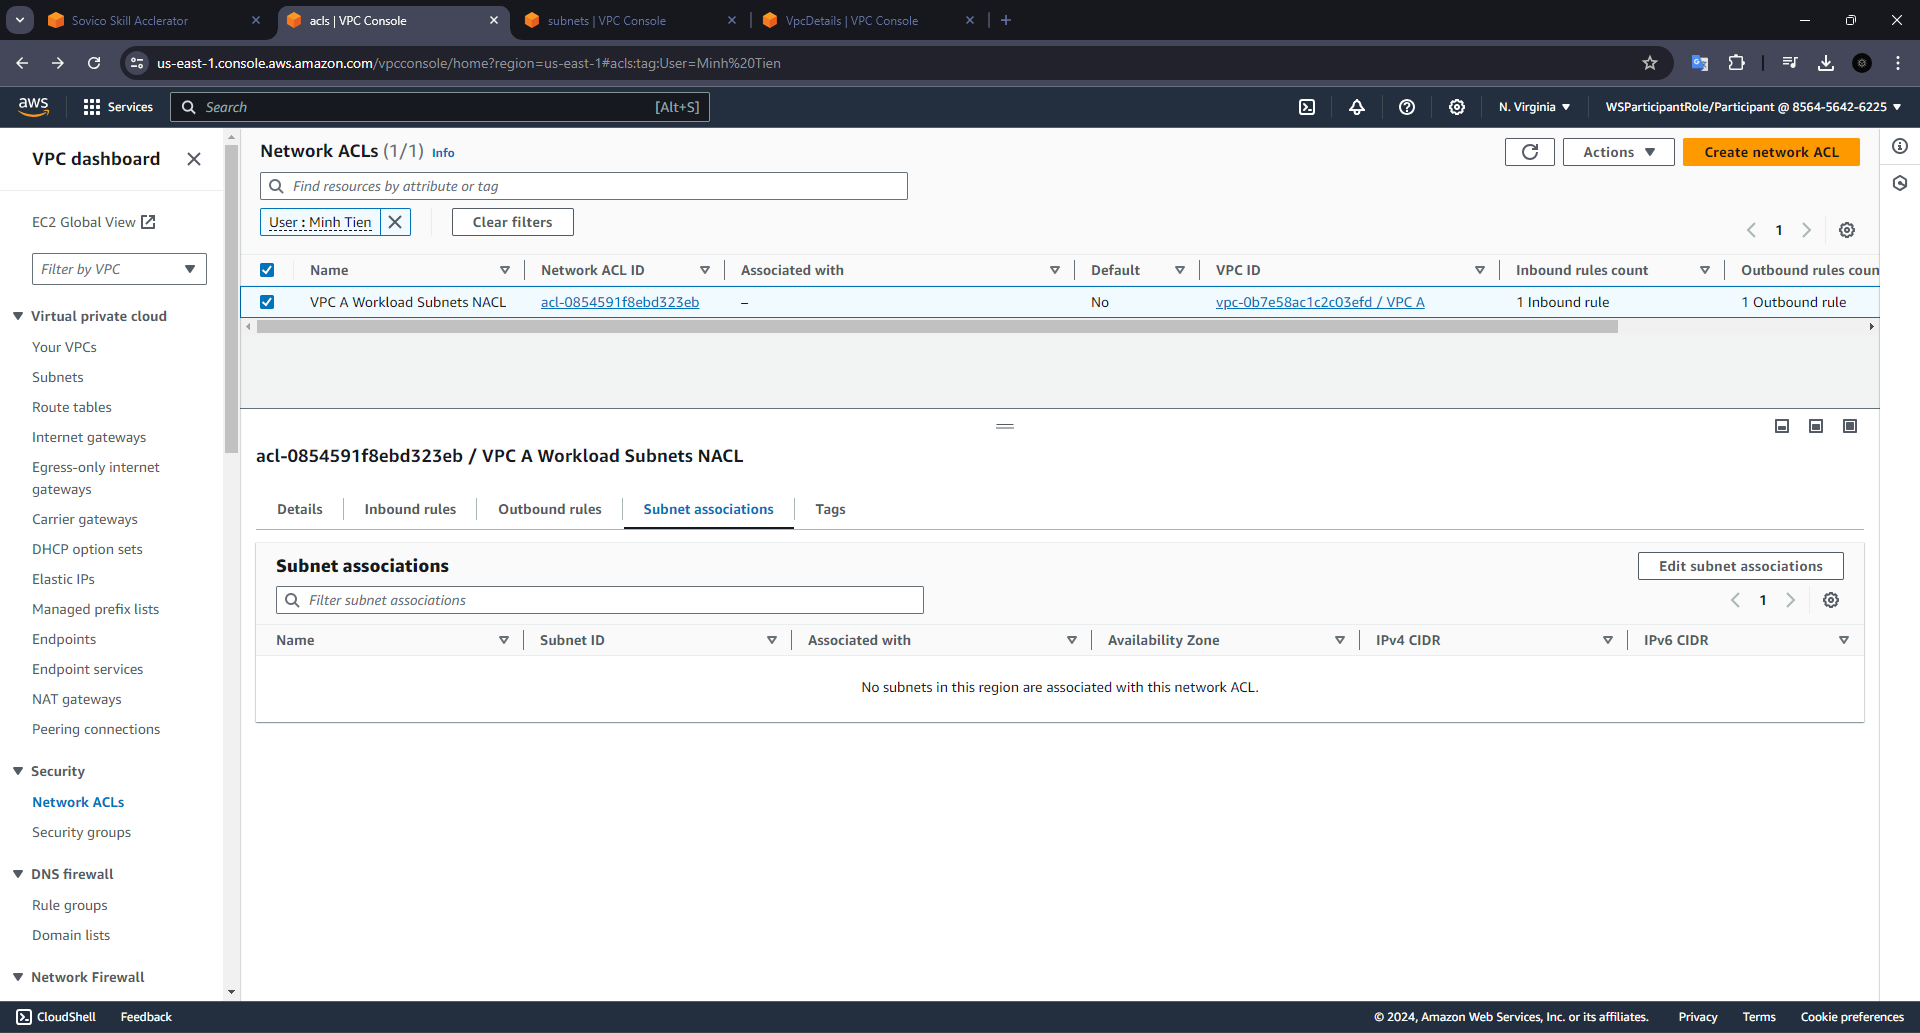 Sovico Skill Acclerator
acls | VPC Console
subnets | VPC Console
VpcDetails | VPC Console
us-east-1.console.aws.amazon.com/vpcconsole/home?region=us-east-1#acls:tag:User=Minh%20Tien
aws
Services
Search
[Alt+S]
N. Virginia
WSParticipantRole/Participant @ 8564-5642-6225
VPC dashboard
EC2 Global View
Filter by VPC
Virtual private cloud
Your VPCs
Subnets
Route tables
Internet gateways
Egress-only internet
gateways
Carrier gateways
DHCP option sets
Elastic IPs
Managed prefix lists
Endpoints
Endpoint services
NAT gateways
Peering connections
Security
Network ACLs
Security groups
DNS firewall
Rule groups
Domain lists
Network Firewall
Network ACLs (1/1) Info
Actions
Create network ACL
Find resources by attribute or tag
User : Minh Tien
Clear filters
1
Name Network ACL ID Associated with Default VPC ID Inbound rules count Outbound rules coun
VPC A Workload Subnets NACL acl-0854591f8ebd323eb – No vpc-0b7e58ac1c2c03efd / VPC A 1 Inbound rule 1 Outbound rule
acl-0854591f8ebd323eb / VPC A Workload Subnets NACL
Details Inbound rules Outbound rules Subnet associations Tags
Subnet associations
Edit subnet associations
Filter subnet associations
1
Name Subnet ID Associated with Availability Zone IPv4 CIDR IPv6 CIDR
No subnets in this region are associated with this network ACL.
CloudShell Feedback
© 2024, Amazon Web Services, Inc. or its affiliates. Privacy Terms Cookie preferences